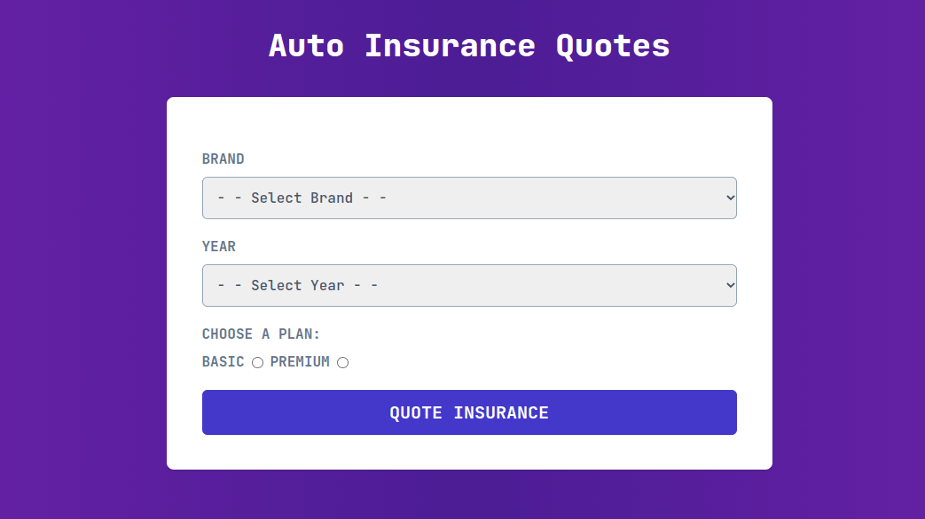 Auto Insurance Quotes
BRAND
- - Select Brand - -
YEAR
- - Select Year - -
CHOOSE A PLAN:
BASIC PREMIUM
QUOTE INSURANCE